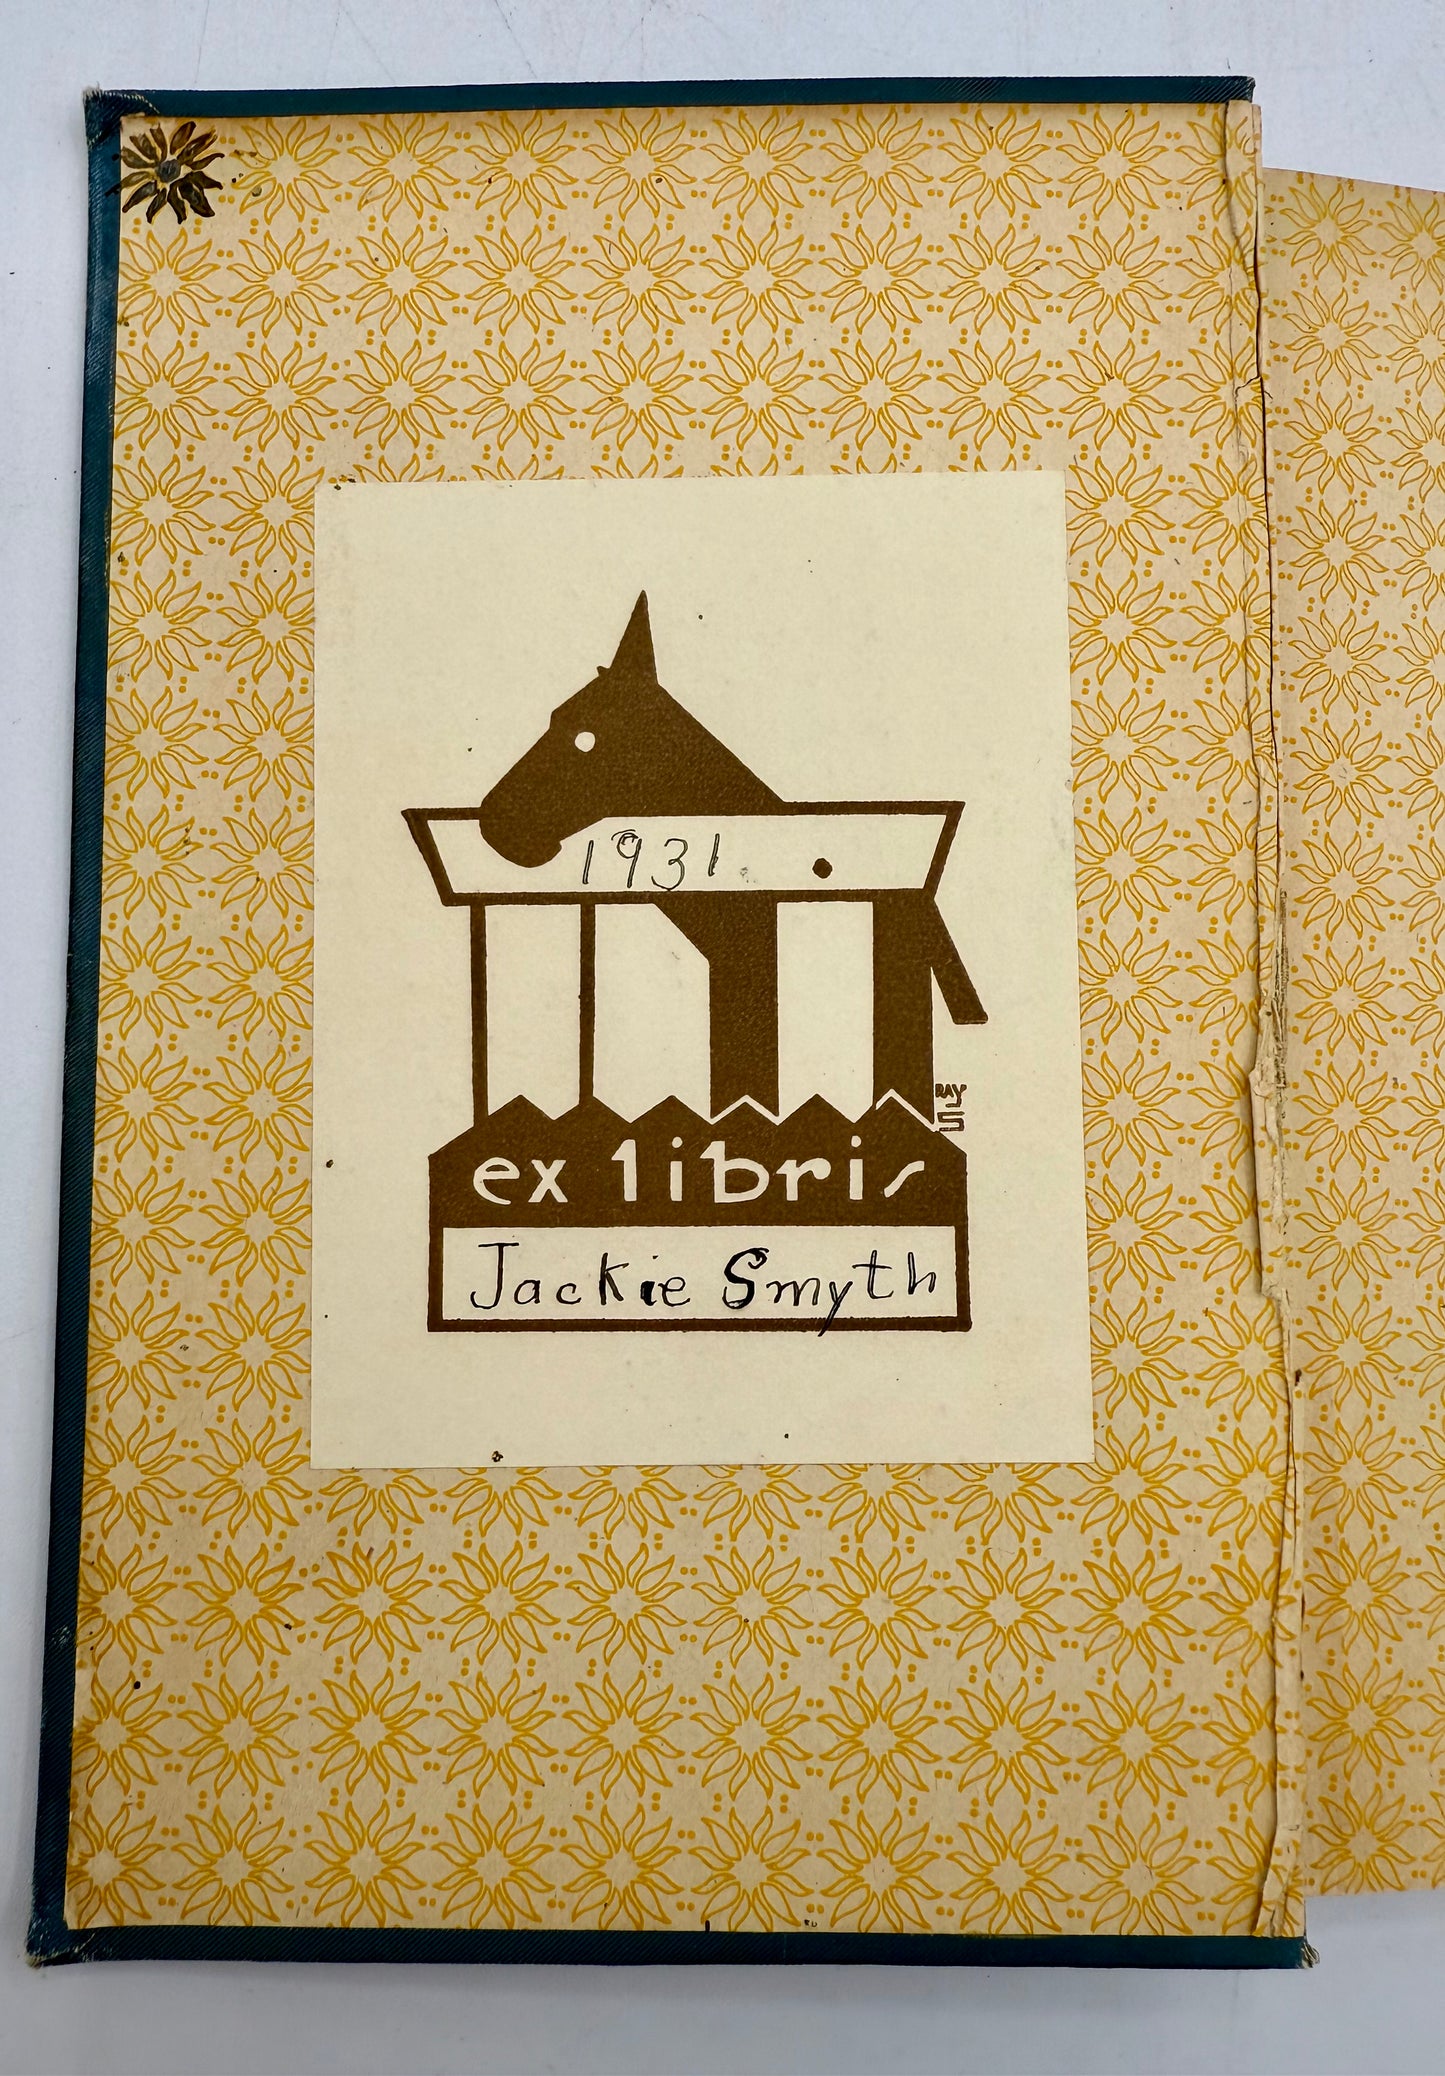 1931
RAY
S
ex libris
Jackie Smyth